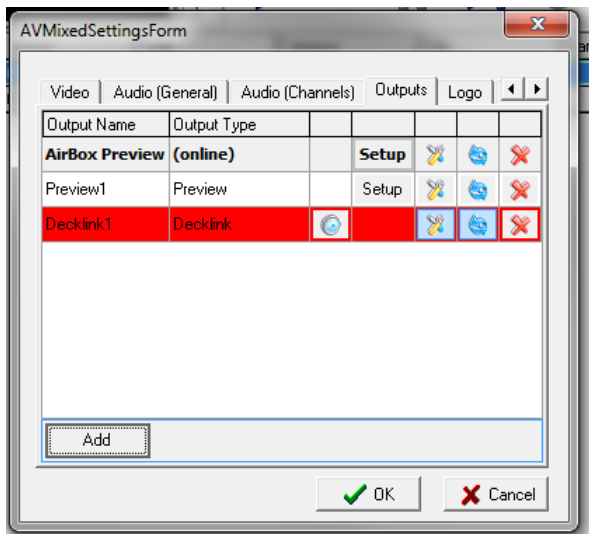 AVMixedSettingsForm
Video Audio (General) Audio (Channels) Outputs Logo
Output Name Output Type
AirBox Preview (online) Setup
Preview1 Preview Setup
Decklink1 Decklink
Add
OK Cancel